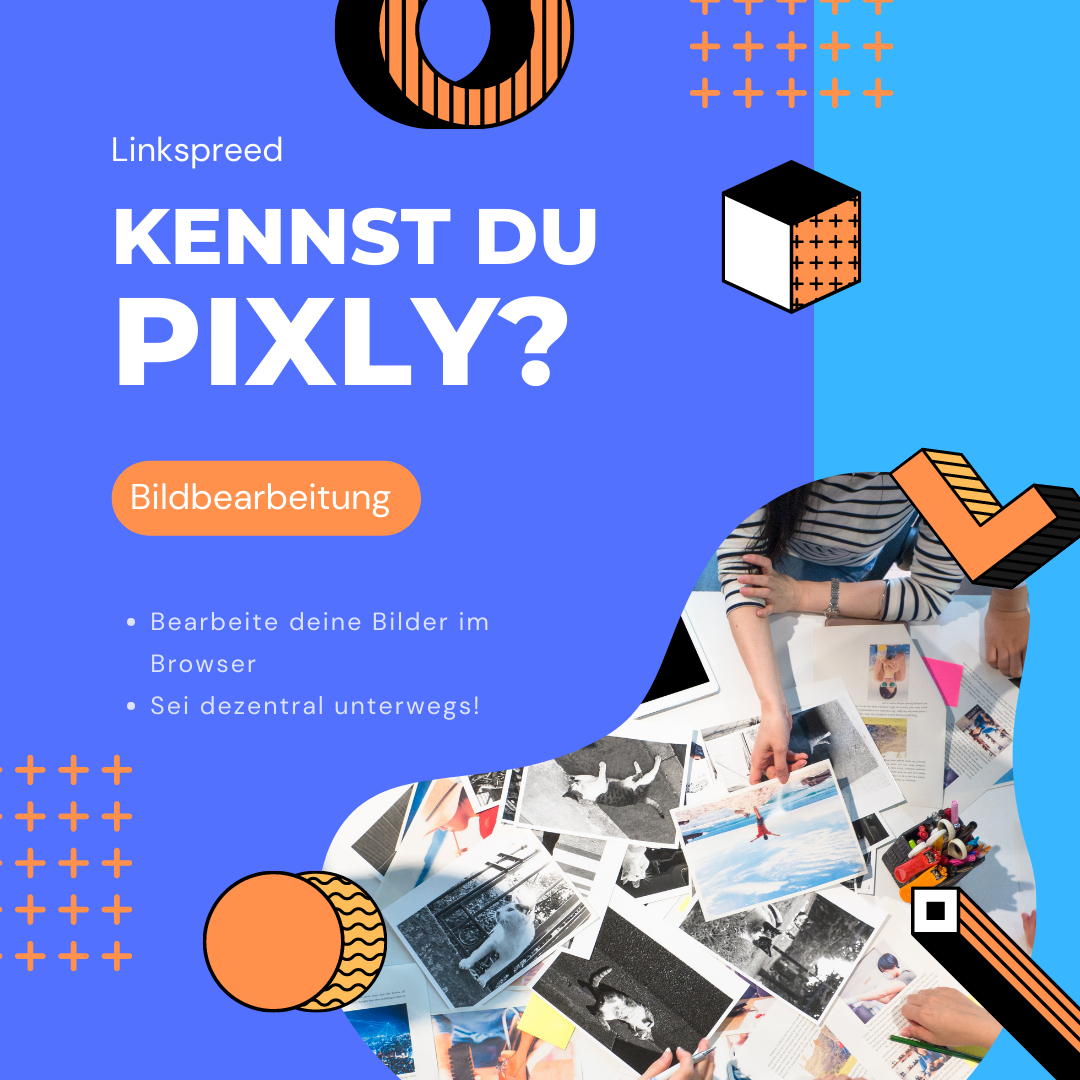 Linkspreed
KENNST DU
PIXLY?
Bildbearbeitung
• Bearbeite deine Bilder im
Browser
• Sei dezentral unterwegs!